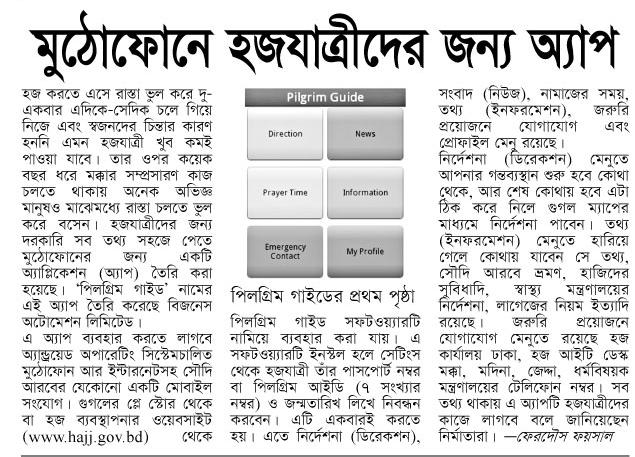 মুঠোফোনে হজযাত্রীদের জন্য অ্যাপ
হজ করতে এসে রাস্তা ভুল করে দু-
একবার এদিকে-সেদিক চলে গিয়ে
নিজে এবং স্বজনদের চিন্তার কারণ
হননি এমন হজযাত্রী খুব কমই
পাওয়া যাবে। তার ওপর কয়েক
বছর ধরে মক্কার সম্প্রসারণ কাজ
চলতে থাকায় অনেক অভিজ্ঞ
মানুষও মাঝেমধ্যে রাস্তা চলতে ভুল
করে বসেন। হজযাত্রীদের জন্য
দরকারি সব তথ্য সহজে পেতে
মুঠোফোনের জন্য একটি
অ্যাপ্লিকেশন (অ্যাপ) তৈরি করা
হয়েছে। ‘পিলগ্রিম গাইড’ নামের
এই অ্যাপ তৈরি করেছে বিজনেস
অটোমেশন লিমিটেড।
এ অ্যাপ ব্যবহার করতে লাগবে
অ্যান্ড্রয়েড অপারেটিং সিস্টেমচালিত
মুঠোফোন আর ইন্টারনেটসহ সৌদি
আরবের যেকোনো একটি মোবাইল
সংযোগ। গুগলের প্লে স্টোর থেকে
বা হজ ব্যবস্থাপনার ওয়েবসাইট
(www.hajj.gov.bd) থেকে
Pilgrim Guide
Direction News
Prayer Time Information
Emergency Contact My Profile
পিলগ্রিম গাইডের প্রথম পৃষ্ঠা
পিলগ্রিম গাইড সফটওয়্যারটি
নামিয়ে ব্যবহার করা যায়। এ
সফটওয়্যারটি ইনস্টল হলে সেটিংস
থেকে হজযাত্রী তাঁর পাসপোর্ট নম্বর
বা পিলগ্রিম আইডি (৭ সংখ্যার
নম্বর) ও জন্মতারিখ লিখে নিবন্ধন
করবেন। এটি একবারই করতে
হয়। এতে নির্দেশনা (ডিরেকশন),
সংবাদ (নিউজ), নামাজের সময়,
তথ্য (ইনফরমেশন), জরুরি
প্রয়োজনে যোগাযোগ এবং
প্রোফাইল মেনু রয়েছে।
নির্দেশনা (ডিরেকশন) মেনুতে
আপনার গন্তব্যস্থান শুরু হবে কোথা
থেকে, আর শেষ কোথায় হবে এটা
ঠিক করে নিলে গুগল ম্যাপের
মাধ্যমে নির্দেশনা পাবেন। তথ্য
(ইনফরমেশন) মেনুতে হারিয়ে
গেলে কোথায় যাবেন সে তথ্য,
সৌদি আরবে ভ্রমণ, হাজিদের
সুবিধাদি, স্বাস্থ্য মন্ত্রণালয়ের
নির্দেশনা, লাগেজের নিয়ম ইত্যাদি
রয়েছে। জরুরি প্রয়োজনে
যোগাযোগ মেনুতে রয়েছে হজ
কার্যালয় ঢাকা, হজ আইটি ডেস্ক
মক্কা, মদিনা, জেদ্দা, ধর্মবিষয়ক
মন্ত্রণালয়ের টেলিফোন নম্বর। সব
তথ্য থাকায় এ অ্যাপটি হজযাত্রীদের
কাজে লাগবে বলে জানিয়েছেন
নির্মাতারা। —ফেরদৌস ফয়সাল